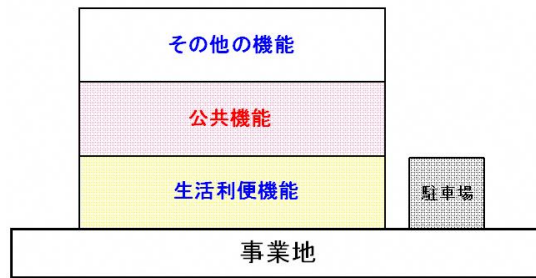 その他の機能
公共機能
生活利便機能
駐車場
事業地